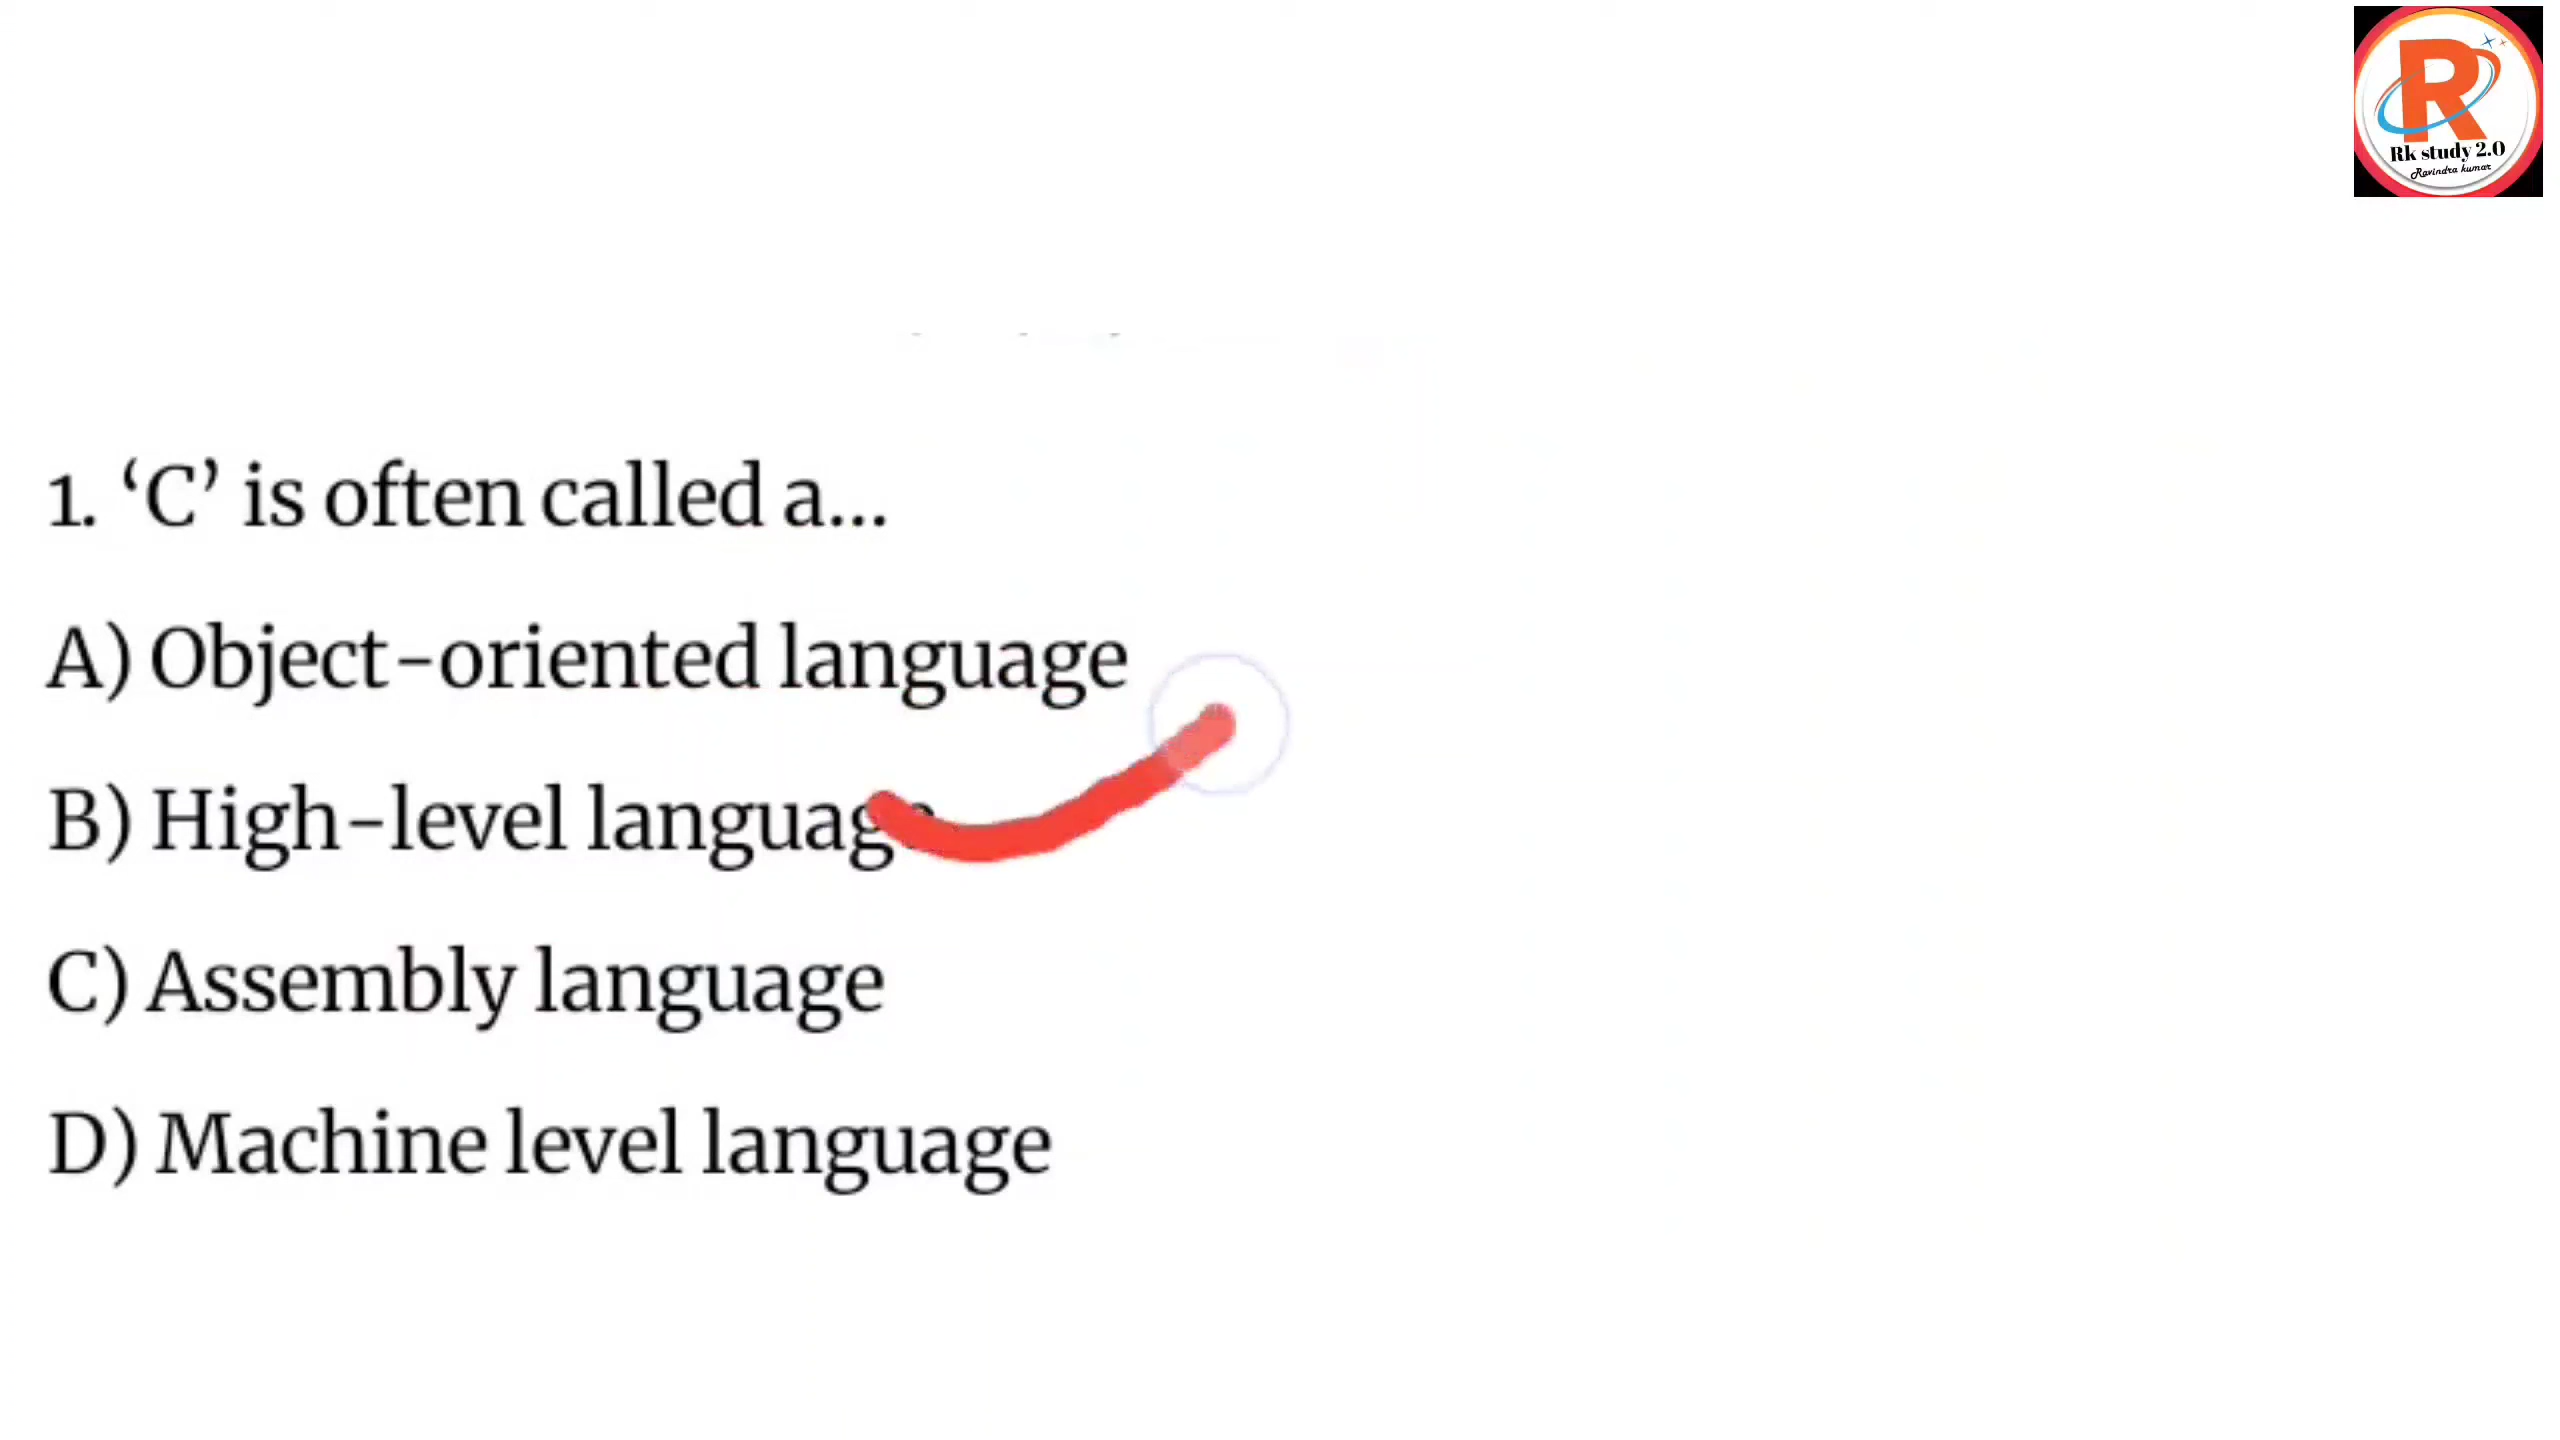 Rk study 2.0
Ravindra kumar
1. ‘C’ is often called a...
A) Object-oriented language
B) High-level language
C) Assembly language
D) Machine level language